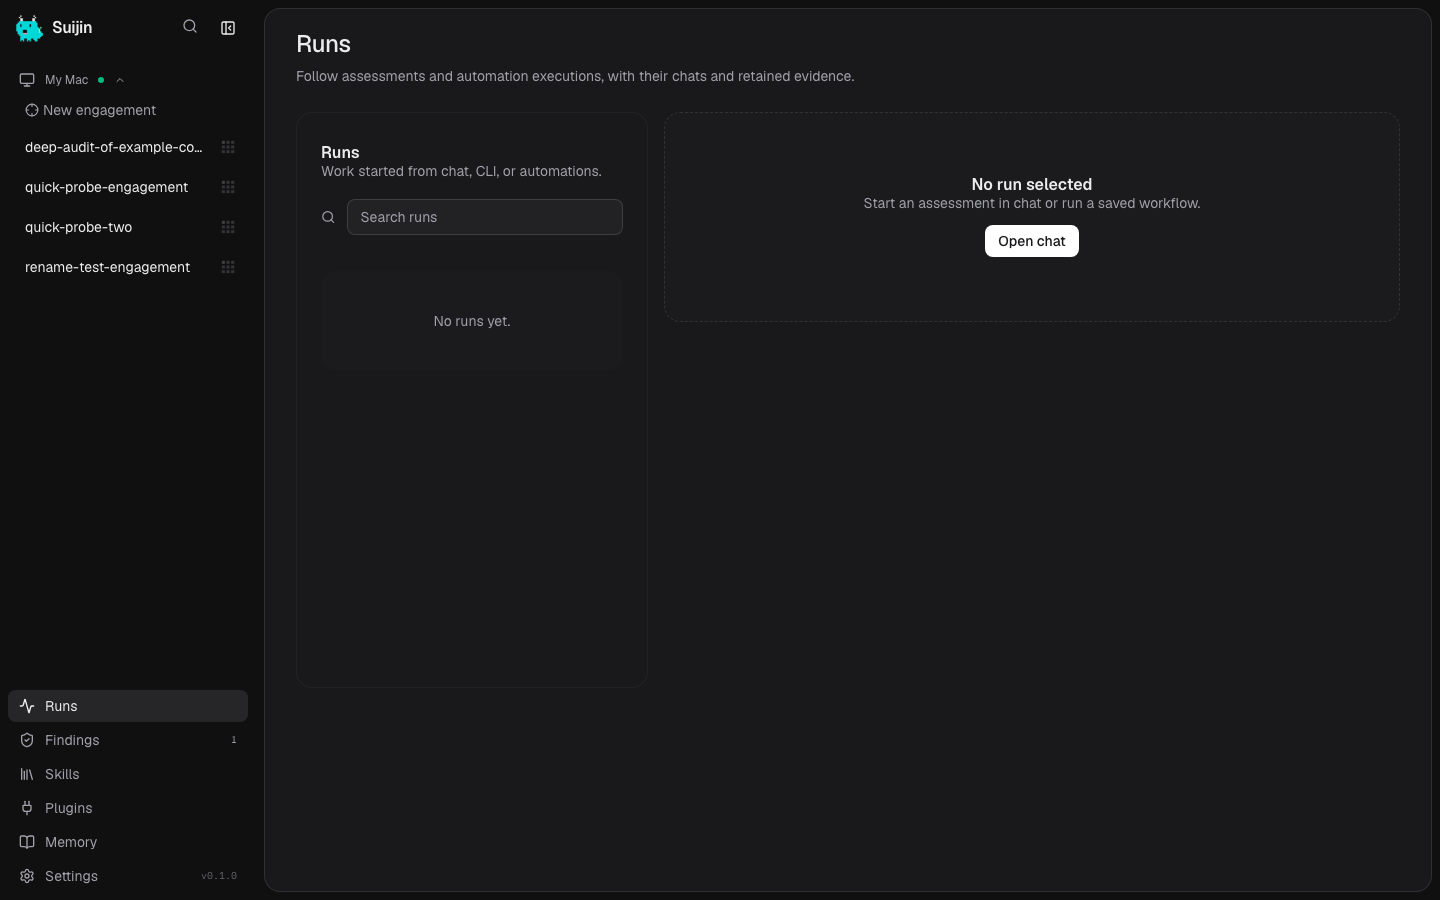 Suijin
My Mac
New engagement
deep-audit-of-example-co...
quick-probe-engagement
quick-probe-two
rename-test-engagement
Runs
Findings 1
Skills
Plugins
Memory
Settings v0.1.0
Runs
Follow assessments and automation executions, with their chats and retained evidence.
Runs
Work started from chat, CLI, or automations.
Search runs
No runs yet.
No run selected
Start an assessment in chat or run a saved workflow.
Open chat